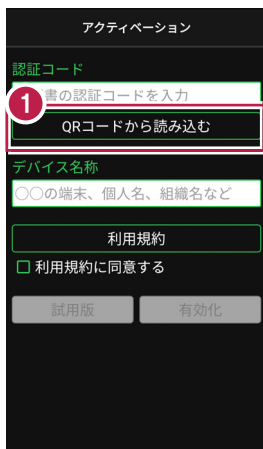 アクティベーション
認証コード
書の認証コードを入力
1
QRコードから読み込む
デバイス名称
○○の端末、個人名、組織名など
利用規約
利用規約に同意する
試用版 有効化